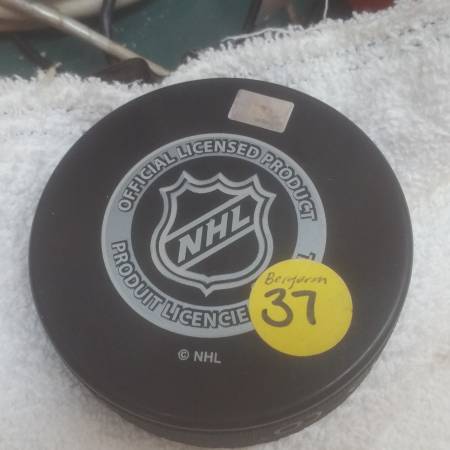 OFFICIAL LICENSED PRODUCT
NHL
PRODUIT LICENCIE
Bergeron
37
© NHL